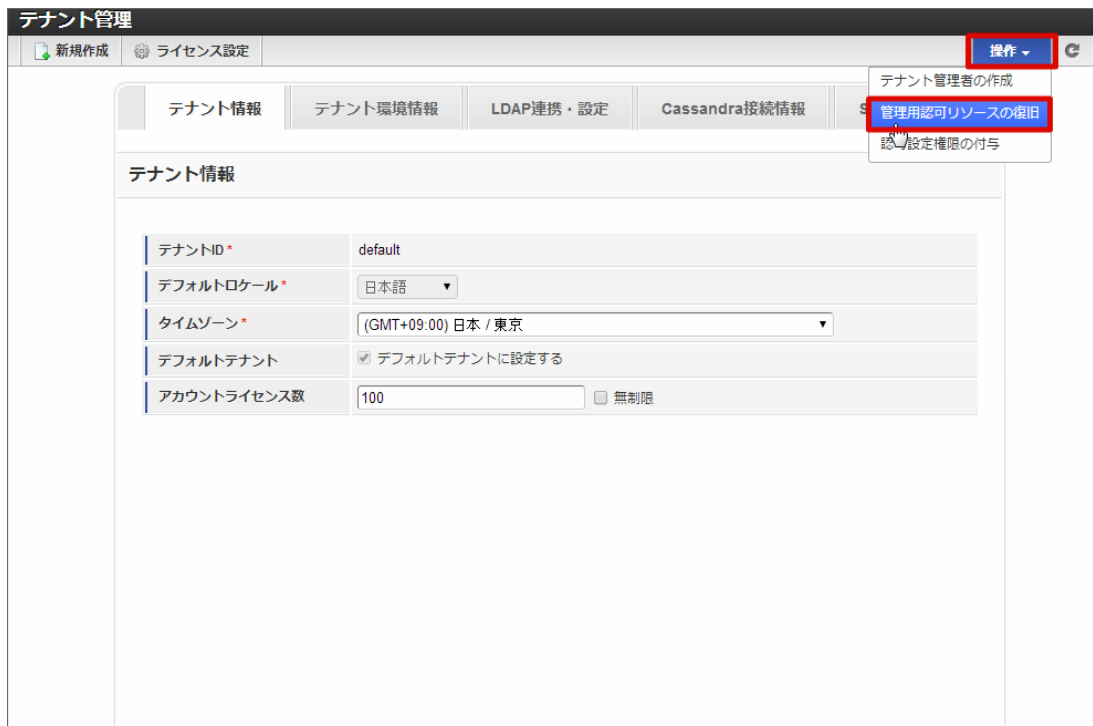 テナント管理
新規作成 ライセンス設定 操作
テナント管理者の作成
管理用認可リソースの復旧
設定権限の付与
テナント情報 テナント環境情報 LDAP連携・設定 Cassandra接続情報 S
テナント情報
テナントID * default
デフォルトロケール * 日本語
タイムゾーン * (GMT+09:00) 日本 / 東京
デフォルトテナント デフォルトテナントに設定する
アカウントライセンス数 100 無制限